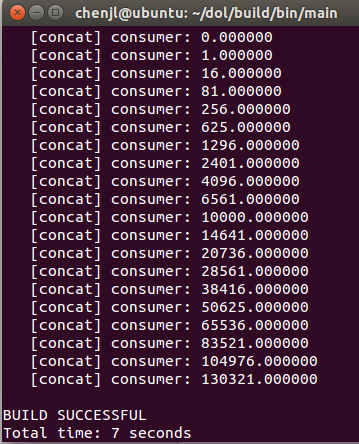 chenjl@ubuntu: ~/dol/build/bin/main
[concat] consumer: 0.000000
[concat] consumer: 1.000000
[concat] consumer: 16.000000
[concat] consumer: 81.000000
[concat] consumer: 256.000000
[concat] consumer: 625.000000
[concat] consumer: 1296.000000
[concat] consumer: 2401.000000
[concat] consumer: 4096.000000
[concat] consumer: 6561.000000
[concat] consumer: 10000.000000
[concat] consumer: 14641.000000
[concat] consumer: 20736.000000
[concat] consumer: 28561.000000
[concat] consumer: 38416.000000
[concat] consumer: 50625.000000
[concat] consumer: 65536.000000
[concat] consumer: 83521.000000
[concat] consumer: 104976.000000
[concat] consumer: 130321.000000
BUILD SUCCESSFUL
Total time: 7 seconds